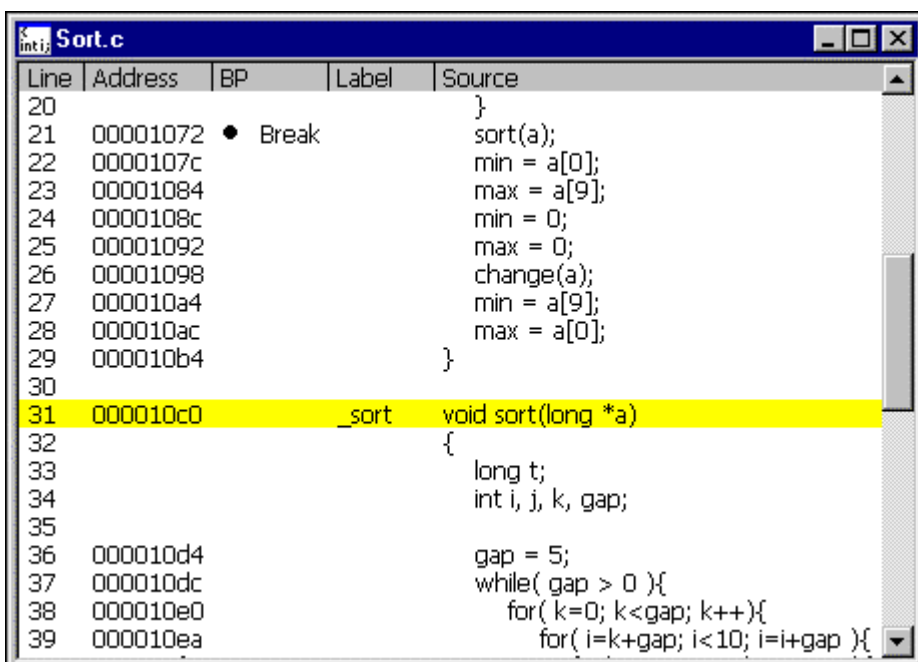 int i; Sort.c
Line Address BP Label Source
20 }
21 00001072 ● Break sort(a);
22 0000107c min = a[0];
23 00001084 max = a[9];
24 0000108c min = 0;
25 00001092 max = 0;
26 00001098 change(a);
27 000010a4 min = a[9];
28 000010ac max = a[0];
29 000010b4 }
30
31 000010c0 _sort void sort(long *a)
32 {
33 long t;
34 int i, j, k, gap;
35
36 000010d4 gap = 5;
37 000010dc while( gap > 0 ){
38 000010e0 for( k=0; k<gap; k++){
39 000010ea for( i=k+gap; i<10; i=i+gap ){